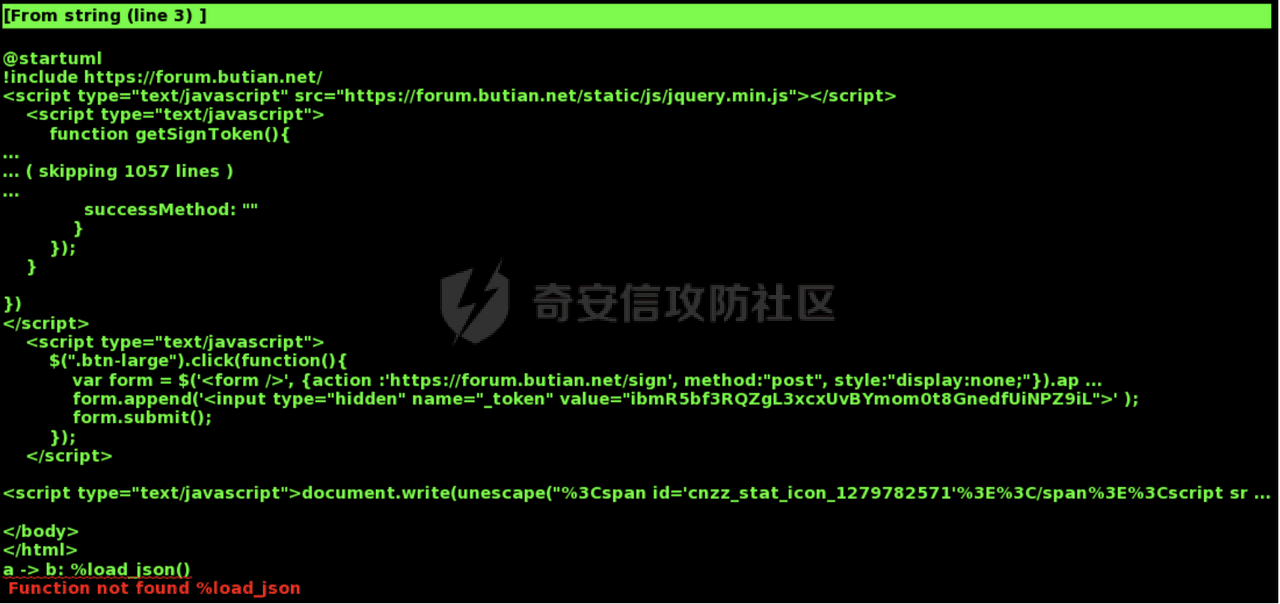 [From string (line 3) ]
@startuml
!include https://forum.butian.net/
<script type="text/javascript" src="https://forum.butian.net/static/js/jquery.min.js"></script>
<script type="text/javascript">
function getSignToken(){
...
... ( skipping 1057 lines )
...
successMethod: ""
}
});
}
})
</script>
<script type="text/javascript">
$(".btn-large").click(function(){
var form = $('<form />', {action :'https://forum.butian.net/sign', method:"post", style:"display:none;"}).ap ...
form.append('<input type="hidden" name="_token" value="ibmR5bf3RQZgL3xcxUvBYmom0t8GnedfUiNPZ9iL">' );
form.submit();
});
</script>
<script type="text/javascript">document.write(unescape("%3Cspan id='cnzz_stat_icon_1279782571'%3E%3C/span%3E%3Cscript sr ...
</body>
</html>
a -> b: %load_json()
Function not found %load_json
奇安信攻防社区